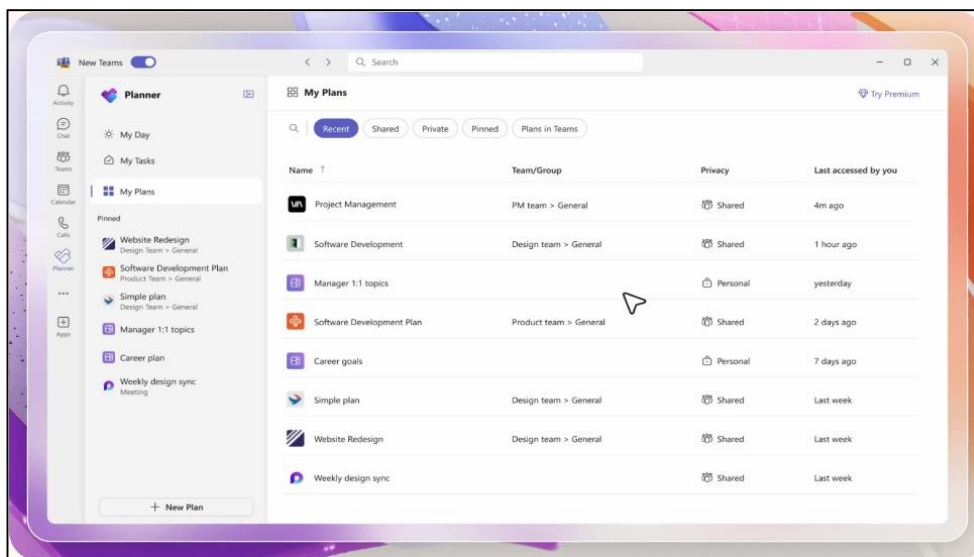 New Teams
Search
Activity
Chat
Teams
Calendar
Calls
Planner
Apps
Planner
My Day
My Tasks
My Plans
Pinned
Website Redesign
Design Team > General
Software Development Plan
Product Team > General
Simple plan
Design Team > General
Manager 1:1 topics
Career plan
Weekly design sync
Meeting
+ New Plan
My Plans
Try Premium
Recent Shared Private Pinned Plans in Teams
Name ↑ Team/Group Privacy Last accessed by you
Project Management PM team > General Shared 4m ago
Software Development Design team > General Shared 1 hour ago
Manager 1:1 topics Personal yesterday
Software Development Plan Product team > General Shared 2 days ago
Career goals Personal 7 days ago
Simple plan Design team > General Shared Last week
Website Redesign Design team > General Shared Last week
Weekly design sync Shared Last week